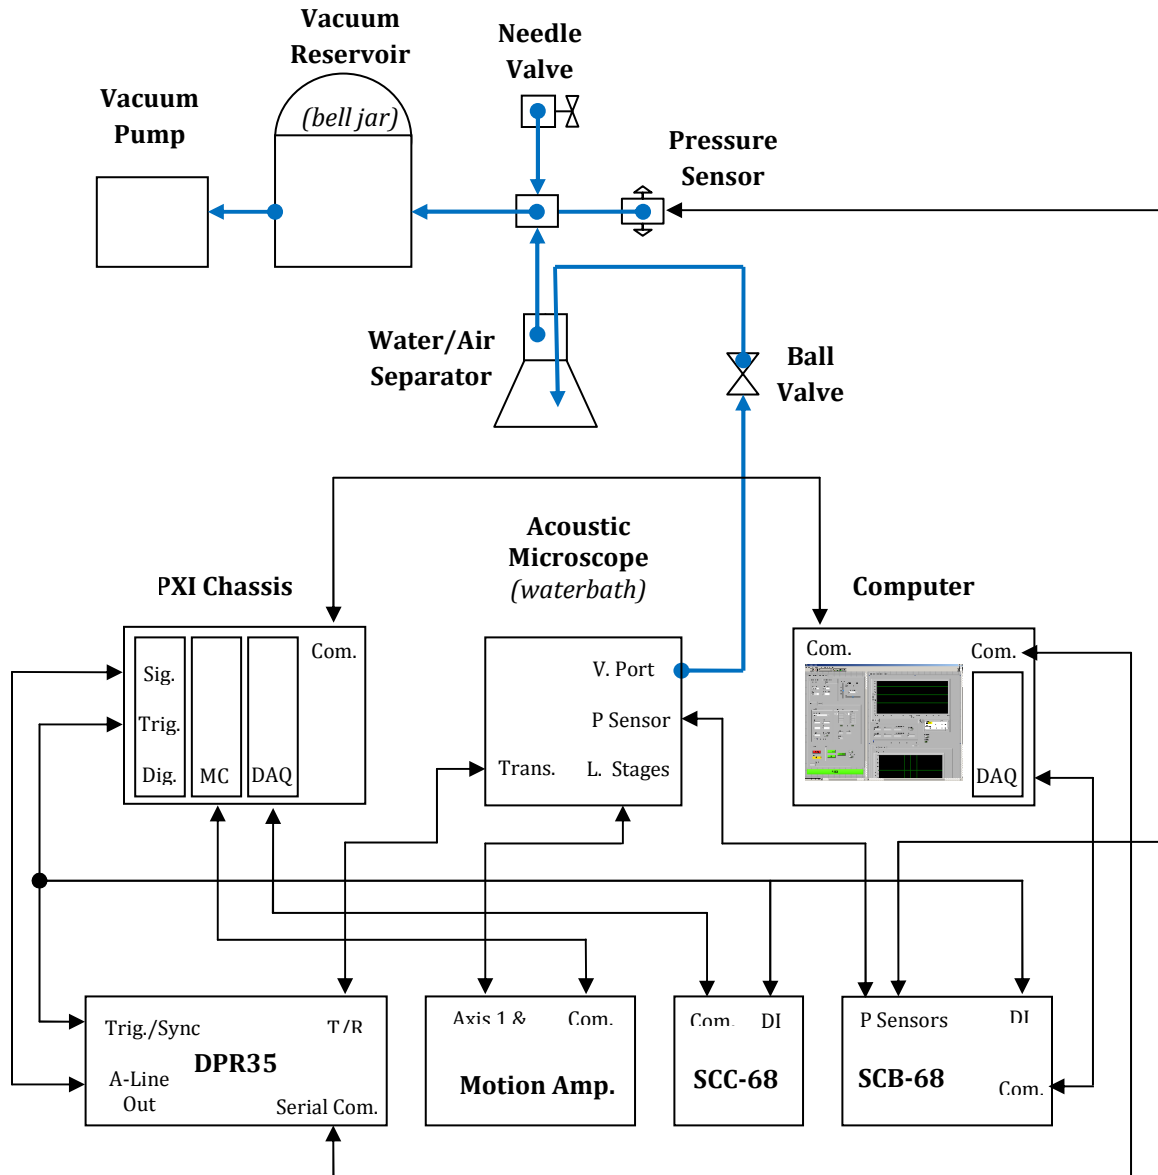 Vacuum
Reservoir
(bell jar)
Needle
Valve
Vacuum
Pump
Pressure
Sensor
Water/Air
Separator
Ball
Valve
Acoustic
Microscope
(waterbath)
PXI Chassis
Computer
Com.
Sig.
Trig.
Dig.
MC
DAQ
V. Port
P Sensor
Trans.
L. Stages
Com.
Com.
DAQ
Trig./Sync
T/R
DPR35
A-Line
Out
Serial Com.
Axis 1 &
Com.
Motion Amp.
Com.
DI
SCC-68
P Sensors
DI
SCB-68
Com.